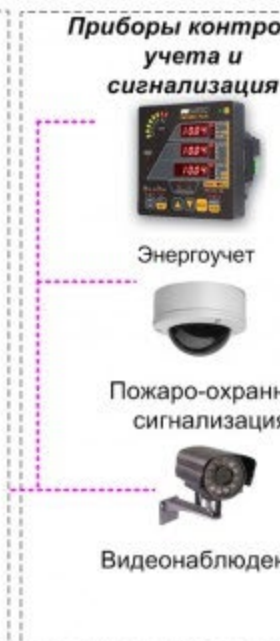 Приборы контро
учета и
сигнализация
Энергоучет
Пожаро-охранн
сигнализация
Видеонаблюден